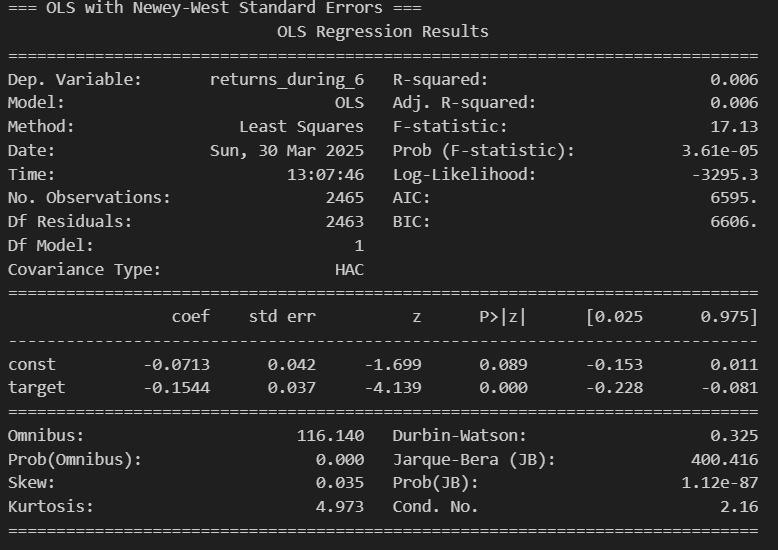 === OLS with Newey-West Standard Errors ===
                            OLS Regression Results
==============================================================================
Dep. Variable:        returns_during_6   R-squared:                       0.006
Model:                             OLS   Adj. R-squared:                  0.006
Method:                  Least Squares   F-statistic:                     17.13
Date:                 Sun, 30 Mar 2025   Prob (F-statistic):           3.61e-05
Time:                         13:07:46   Log-Likelihood:                -3295.3
No. Observations:                 2465   AIC:                             6595.
Df Residuals:                     2463   BIC:                             6606.
Df Model:                            1
Covariance Type:                   HAC
==============================================================================
                 coef    std err          z      P>|z|      [0.025      0.975]
------------------------------------------------------------------------------
const         -0.0713      0.042     -1.699      0.089      -0.153       0.011
target        -0.1544      0.037     -4.139      0.000      -0.228      -0.081
==============================================================================
Omnibus:                       116.140   Durbin-Watson:                   0.325
Prob(Omnibus):                   0.000   Jarque-Bera (JB):              400.416
Skew:                            0.035   Prob(JB):                     1.12e-87
Kurtosis:                        4.973   Cond. No.                         2.16
==============================================================================